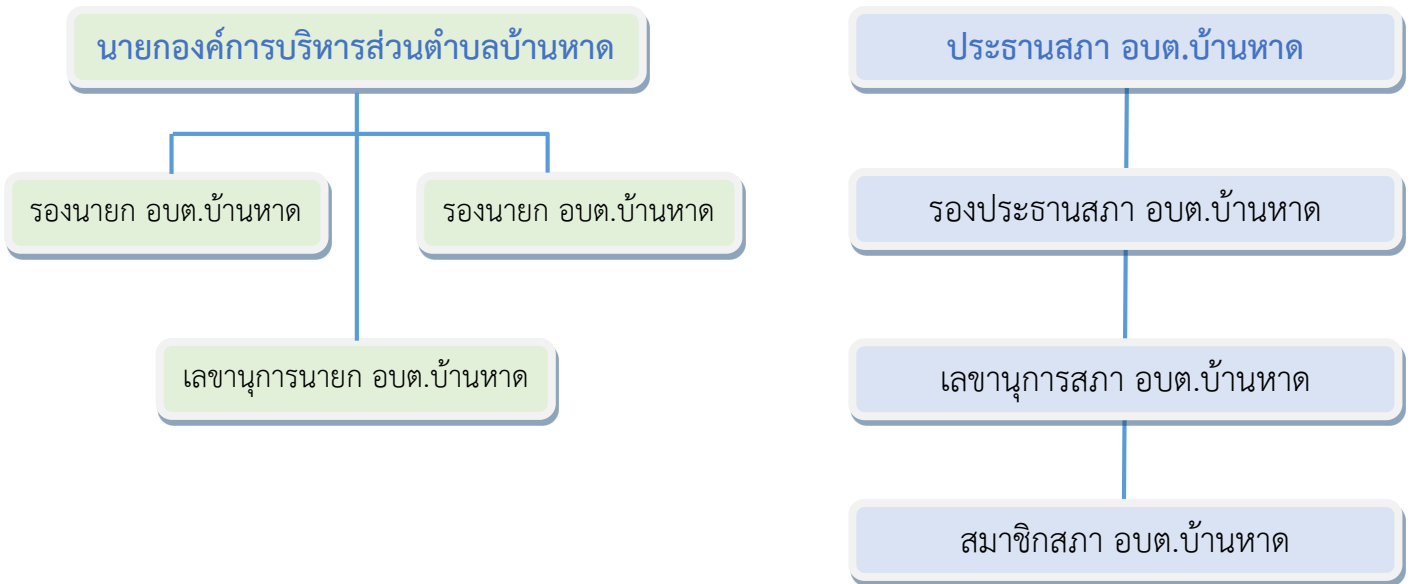 นายกองค์การบริหารส่วนตำบลบ้านหาด
รองนายก อบต.บ้านหาด
รองนายก อบต.บ้านหาด
เลขานุการนายก อบต.บ้านหาด
ประธานสภา อบต.บ้านหาด
รองประธานสภา อบต.บ้านหาด
เลขานุการสภา อบต.บ้านหาด
สมาชิกสภา อบต.บ้านหาด